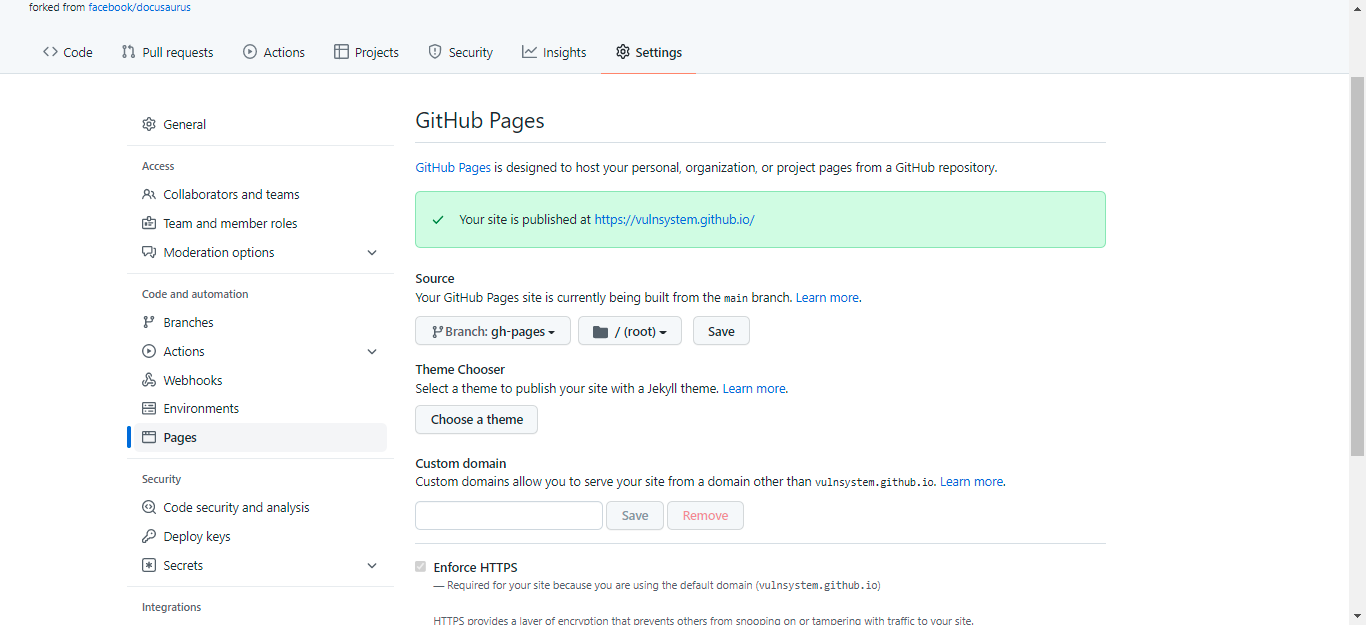 forked from facebook/docusaurus
Code Pull requests Actions Projects Security Insights Settings
General
Access
Collaborators and teams
Team and member roles
Moderation options
Code and automation
Branches
Actions
Webhooks
Environments
Pages
Security
Code security and analysis
Deploy keys
Secrets
Integrations
GitHub Pages
GitHub Pages is designed to host your personal, organization, or project pages from a GitHub repository.
Your site is published at https://vulnsystem.github.io/
Source
Your GitHub Pages site is currently being built from the main branch. Learn more.
Branch: gh-pages / (root) Save
Theme Chooser
Select a theme to publish your site with a Jekyll theme. Learn more.
Choose a theme
Custom domain
Custom domains allow you to serve your site from a domain other than vulnsystem.github.io. Learn more.
Save Remove
Enforce HTTPS
— Required for your site because you are using the default domain (vulnsystem.github.io)
HTTPS provides a layer of encryption that prevents others from snooping on or tampering with traffic to your site.